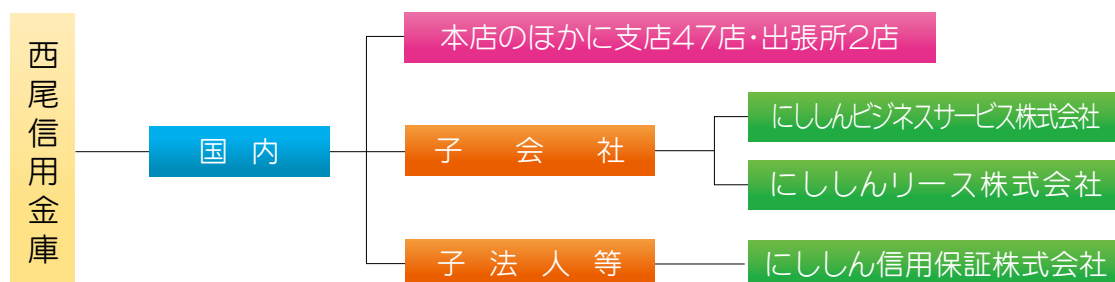 西尾信用金庫
国内
本店のほかに支店47店・出張所2店
子会社
にししんビジネスサービス株式会社
にししんリース株式会社
子法人等
にししん信用保証株式会社